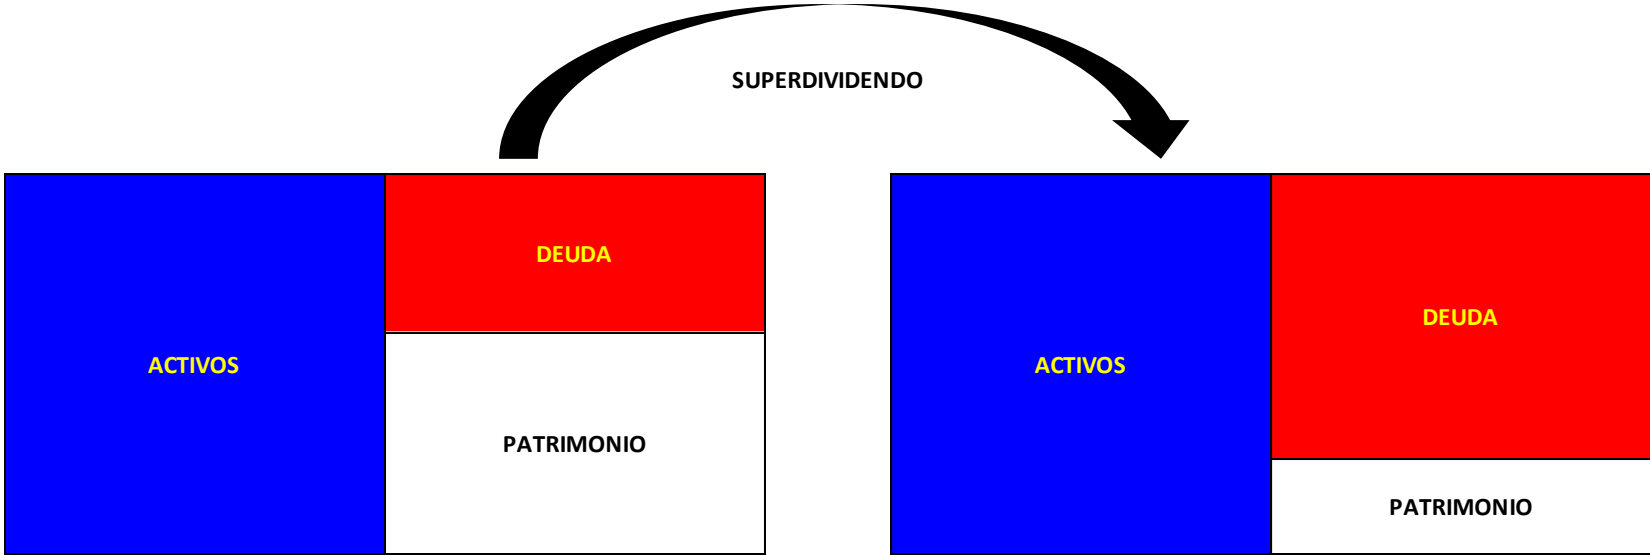 SUPERDIVIDENDO
DEUDA
ACTIVOS
PATRIMONIO
DEUDA
ACTIVOS
PATRIMONIO